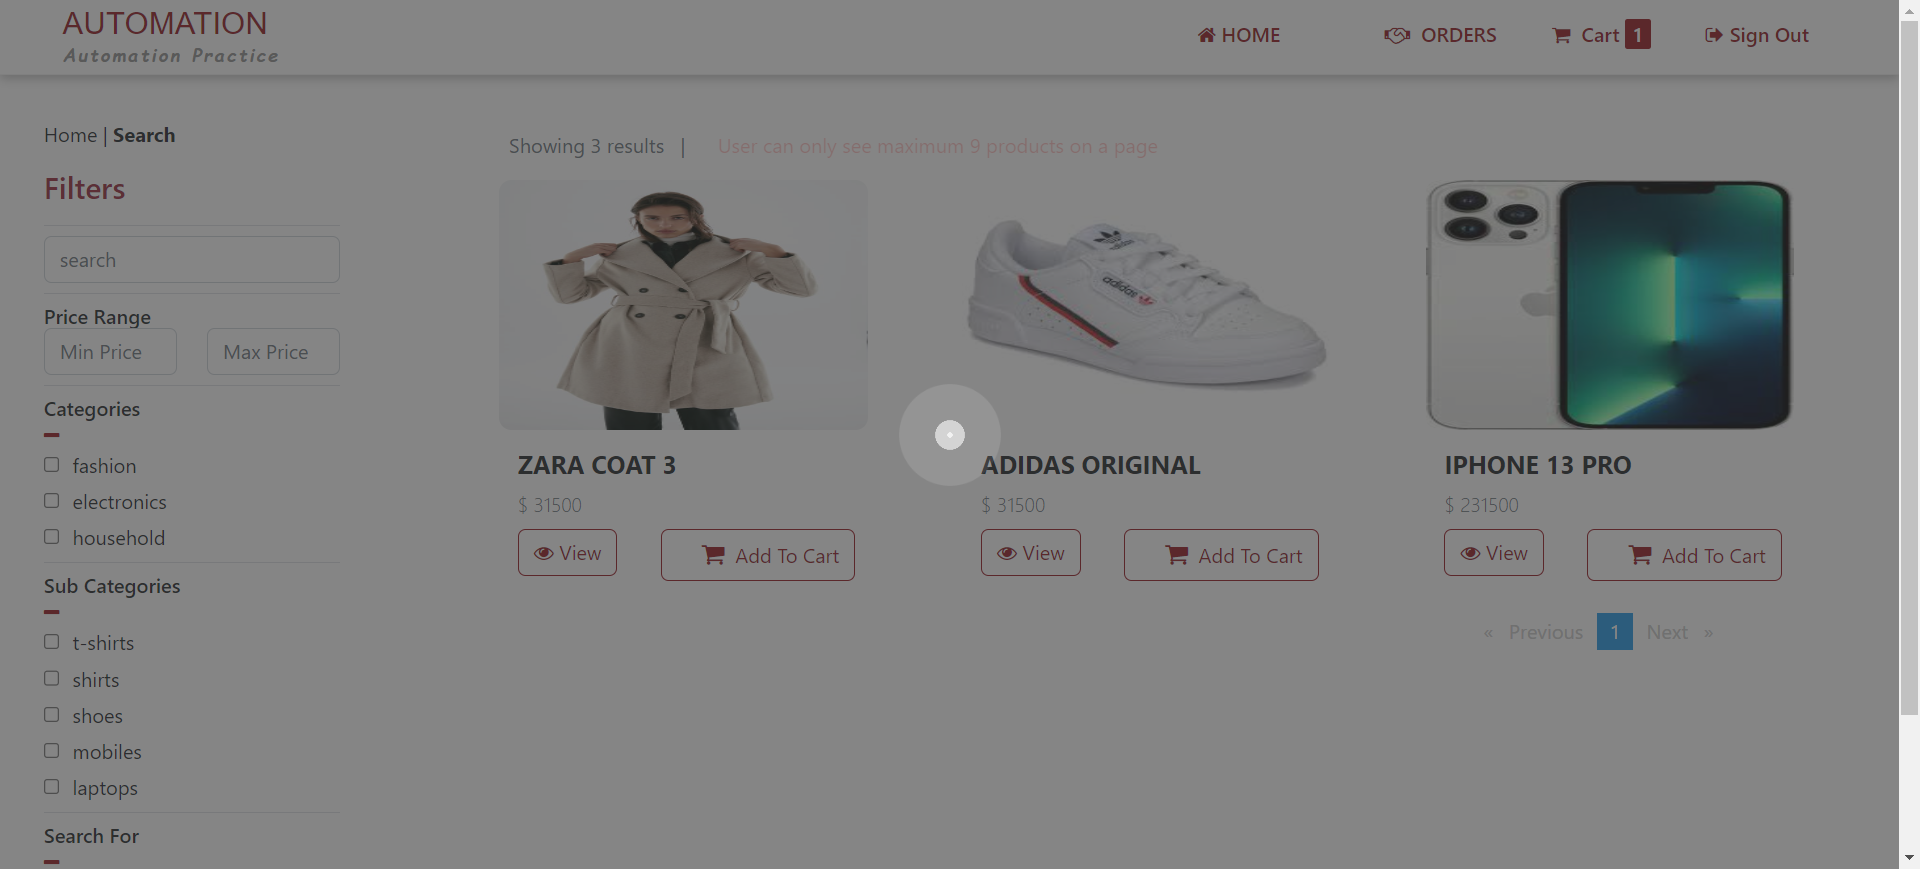 AUTOMATION
Automation Practice
HOME
ORDERS
Cart 1
Sign Out
Home | Search
Filters
search
Price Range
Min Price
Max Price
Categories
fashion
electronics
household
Sub Categories
t-shirts
shirts
shoes
mobiles
laptops
Search For
Showing 3 results |
User can only see maximum 9 products on a page
adidas
adidas
ZARA COAT 3
$ 31500
View
Add To Cart
ADIDAS ORIGINAL
$ 31500
View
Add To Cart
IPHONE 13 PRO
$ 231500
View
Add To Cart
« Previous 1 Next »